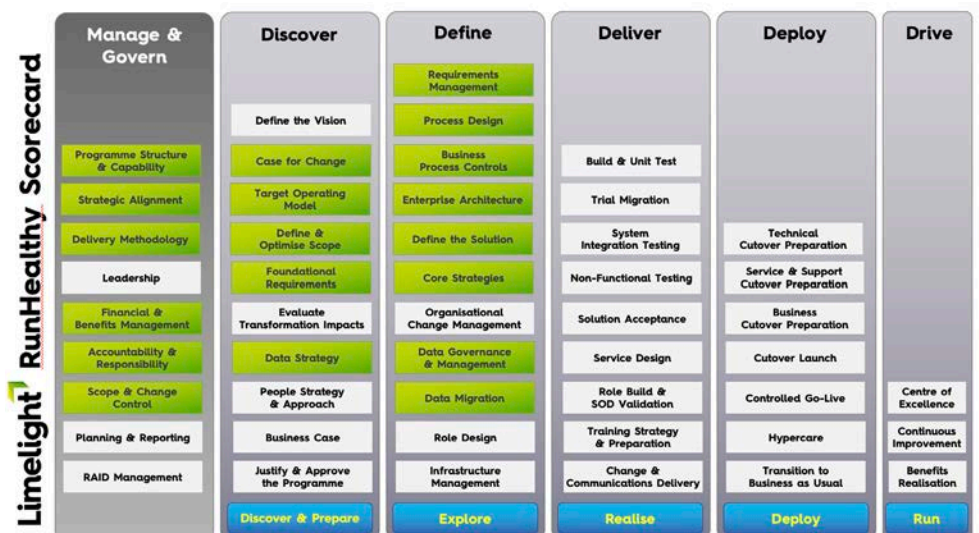 Limelight RunHealthy Scorecard
Manage &
Govern
Programme Structure
& Capability
Strategic Alignment
Delivery Methodology
Leadership
Financial &
Benefits Management
Accountability &
Responsibility
Scope & Change
Control
Planning & Reporting
RAID Management
Discover
Define the Vision
Case for Change
Target Operating
Model
Define &
Optimise Scope
Foundational
Requirements
Evaluate
Transformation Impacts
Data Strategy
People Strategy
& Approach
Business Case
Justify & Approve
the Programme
Discover & Prepare
Define
Requirements
Management
Process Design
Business
Process Controls
Enterprise Architecture
Define the Solution
Core Strategies
Organisational
Change Management
Data Governance
& Management
Data Migration
Role Design
Infrastructure
Management
Explore
Deliver
Build & Unit Test
Trial Migration
System
Integration Testing
Non-Functional Testing
Solution Acceptance
Service Design
Role Build &
SOD Validation
Training Strategy
& Preparation
Change &
Communications Delivery
Realise
Deploy
Technical
Cutover Preparation
Service & Support
Cutover Preparation
Business
Cutover Preparation
Cutover Launch
Controlled Go-Live
Hypercare
Transition to
Business as Usual
Deploy
Drive
Centre of
Excellence
Continuous
Improvement
Benefits
Realisation
Run